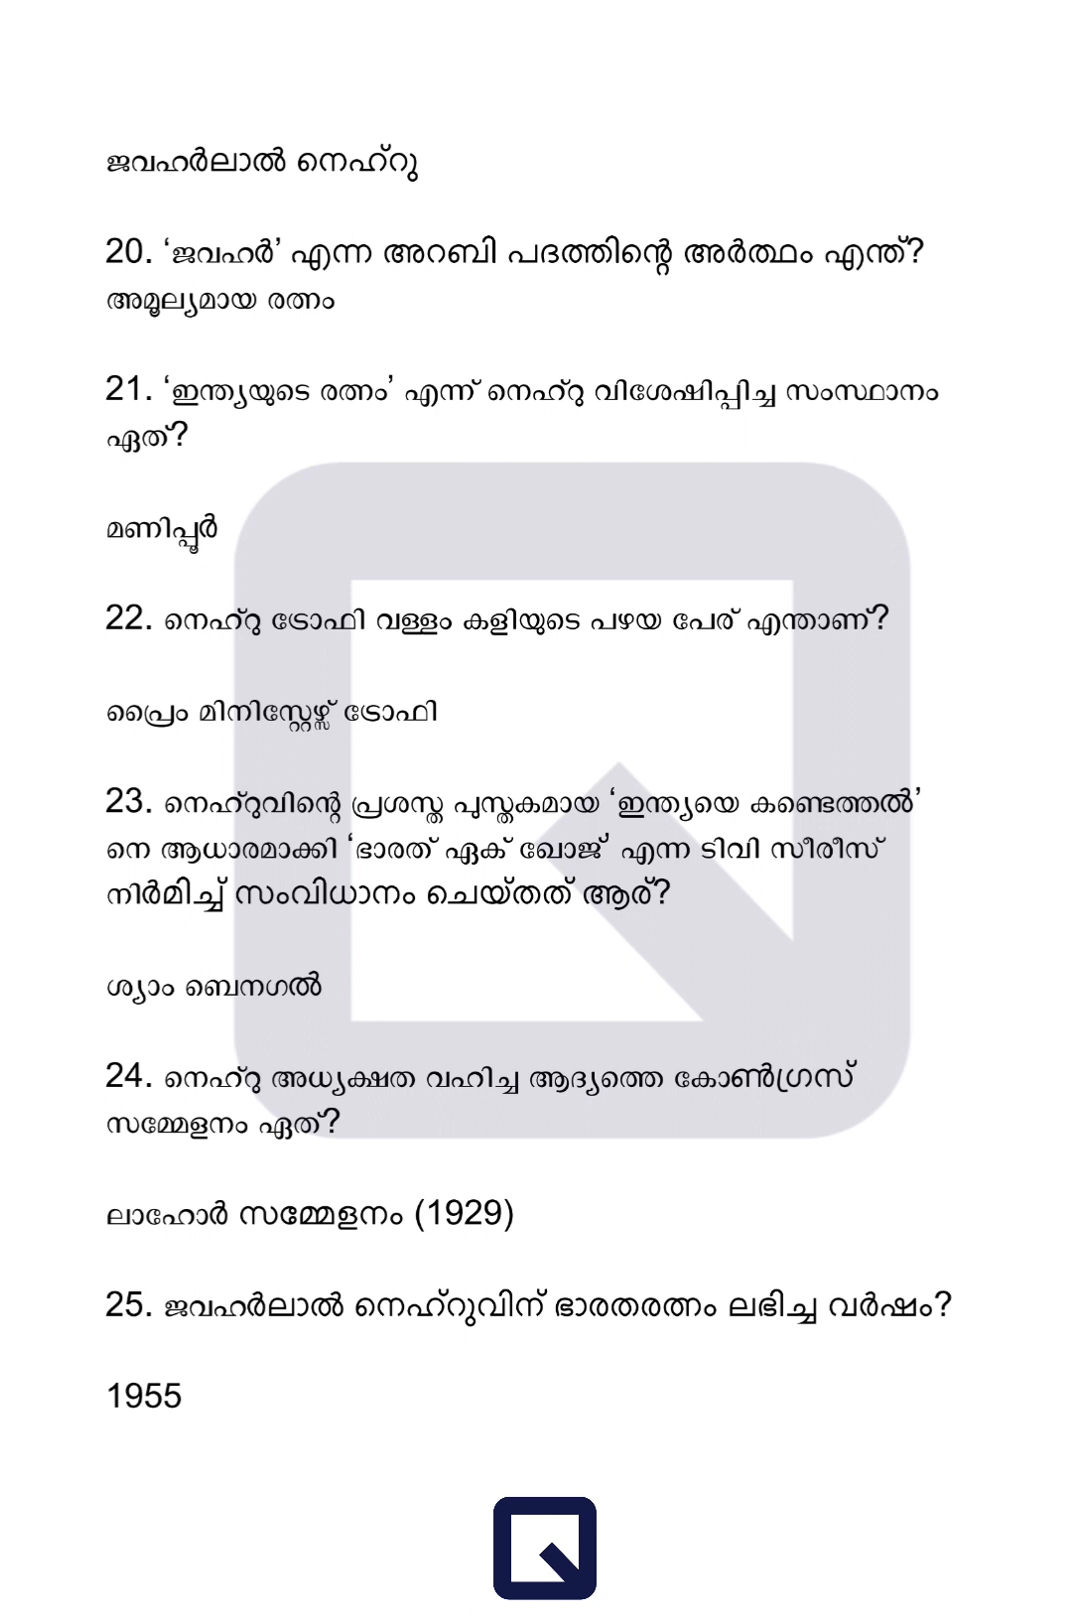 ജവഹർലാൽ നെഹ്റു
20. ‘ജവഹർ’ എന്ന അറബി പദത്തിന്റെ അർത്ഥം എന്ത്?
അമൂല്യമായ രത്നം
21. ‘ഇന്ത്യയുടെ രത്നം’ എന്ന് നെഹ്റു വിശേഷിപ്പിച്ച സംസ്ഥാനം
ഏത്?
മണിപ്പൂർ
22. നെഹ്റു ട്രോഫി വള്ളം കളിയുടെ പഴയ പേര് എന്താണ്?
പ്രൈം മിനിസ്റ്റേഴ്സ് ട്രോഫി
23. നെഹ്റുവിന്റെ പ്രശസ്ത പുസ്തകമായ ‘ഇന്ത്യയെ കണ്ടെത്തൽ’
നെ ആധാരമാക്കി ‘ഭാരത് ഏക് ഖോജ്’ എന്ന ടിവി സീരീസ്
നിർമിച്ച് സംവിധാനം ചെയ്തത് ആര്?
ശ്യാം ബെനഗൽ
24. നെഹ്റു അധ്യക്ഷത വഹിച്ച ആദ്യത്തെ കോൺഗ്രസ്
സമ്മേളനം ഏത്?
ലാഹോർ സമ്മേളനം (1929)
25. ജവഹർലാൽ നെഹ്റുവിന് ഭാരതരത്നം ലഭിച്ച വർഷം?
1955